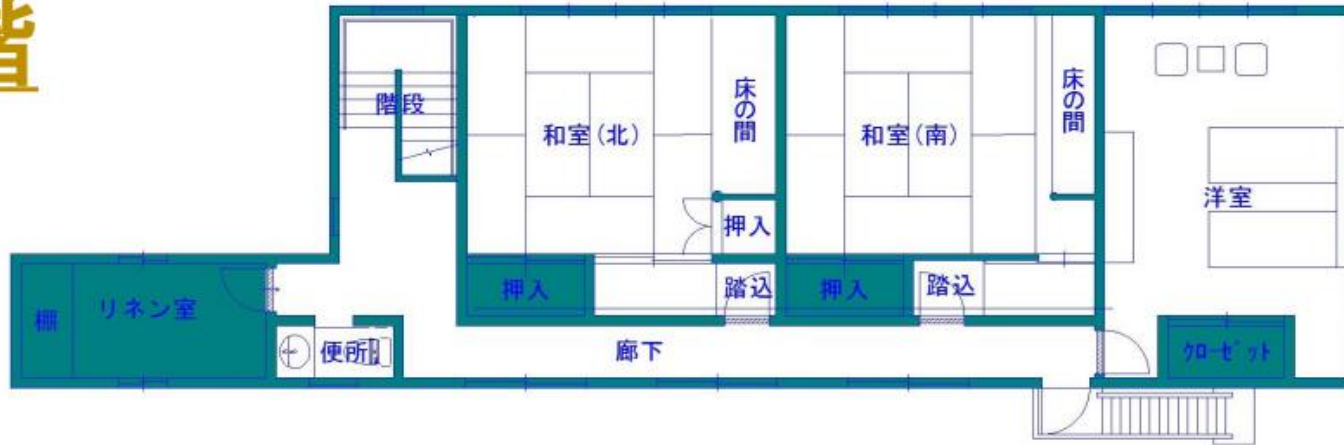 階
階段
和室(北)
床の間
和室(南)
床の間
洋室
押入
押入
踏込
押入
踏込
棚
リネン室
便所
廊下
クローゼット